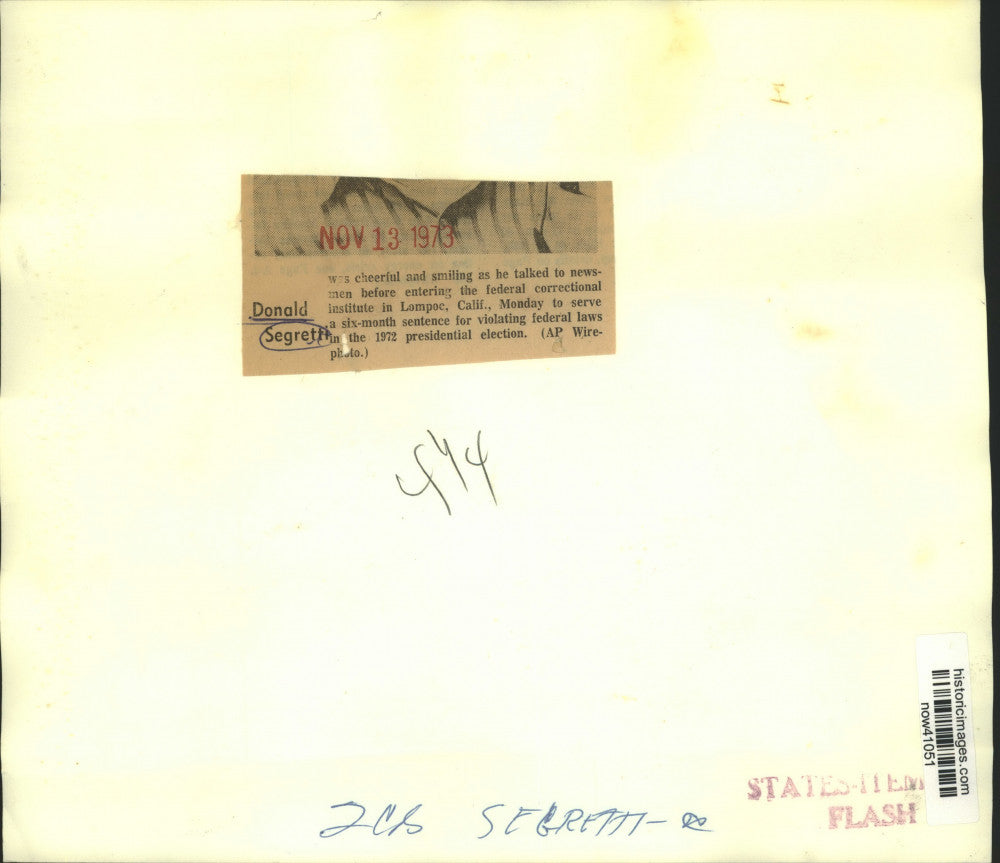 NOV 13 1973
was cheerful and smiling as he talked to news-
men before entering the federal correctional
Donald institute in Lompoc, Calif., Monday to serve
a six-month sentence for violating federal laws
Segretti in the 1972 presidential election. (AP Wire-
photo.)
historicimages.com
now41051
STATES-ITEM
FLASH
SEGRETTI-